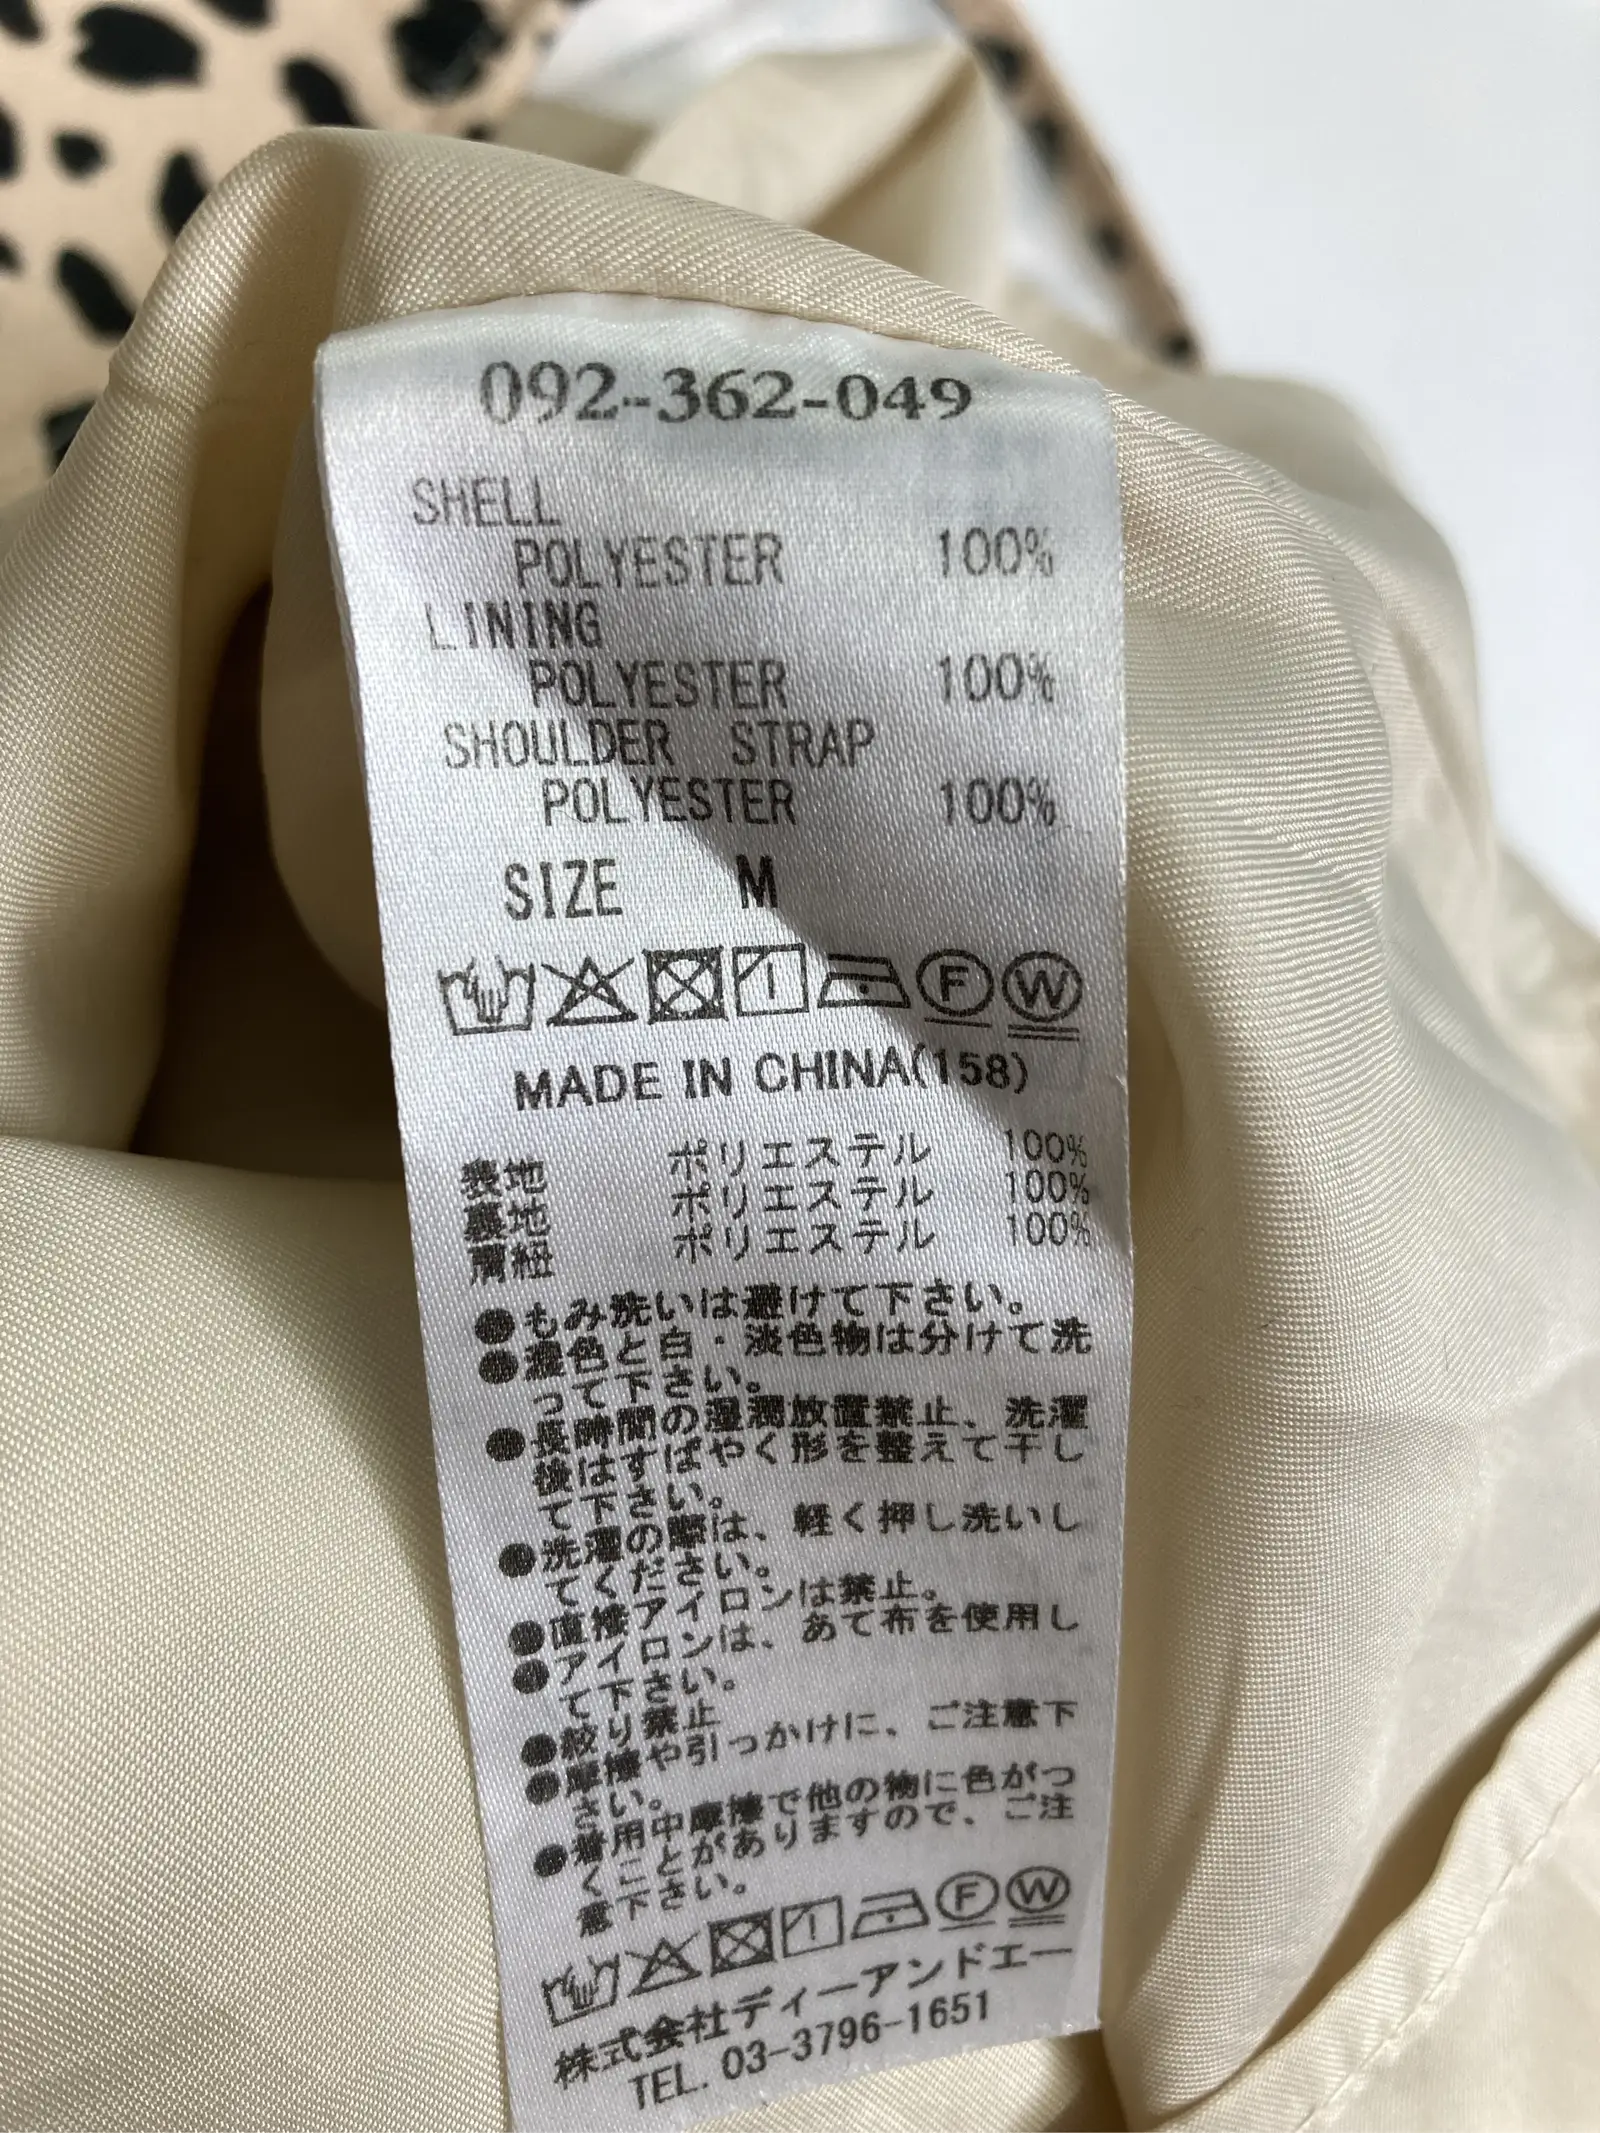 092-362-049
SHELL
POLYESTER 100%
LINING
POLYESTER 100%
SHOULDER STRAP
POLYESTER 100%
SIZE M
F W
MADE IN CHINA(158)
表地 ポリエステル 100%
裏地 ポリエステル 100%
肩紐 ポリエステル 100%
●もみ洗いは避けて下さい。
●濃色と白・淡色物は分けて洗
って下さい。
●長時間の湿潤放置禁止、洗濯
後はすばやく形を整えて干し
て下さい。
●洗濯の際は、軽く押し洗いし
てください。
●直接アイロンは禁止。
●アイロンは、あて布を使用し
て下さい。
●絞り禁止
●摩擦や引っかけに、ご注意下
さい。
●着用中摩擦で他の物に色がつ
くことがありますので、ご注
意下さい。
F W
株式会社ディーアンドエー
TEL. 03-3796-1651